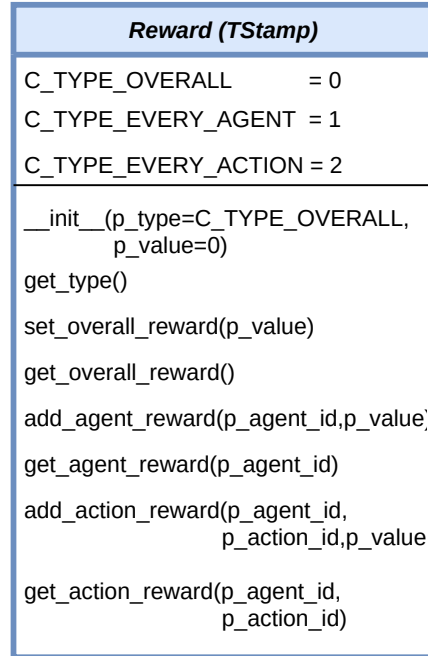 Reward (TStamp)
C_TYPE_OVERALL = 0
C_TYPE_EVERY_AGENT = 1
C_TYPE_EVERY_ACTION = 2
__init__(p_type=C_TYPE_OVERALL,
p_value=0)
get_type()
set_overall_reward(p_value)
get_overall_reward()
add_agent_reward(p_agent_id,p_value)
get_agent_reward(p_agent_id)
add_action_reward(p_agent_id,
p_action_id,p_value
get_action_reward(p_agent_id,
p_action_id)